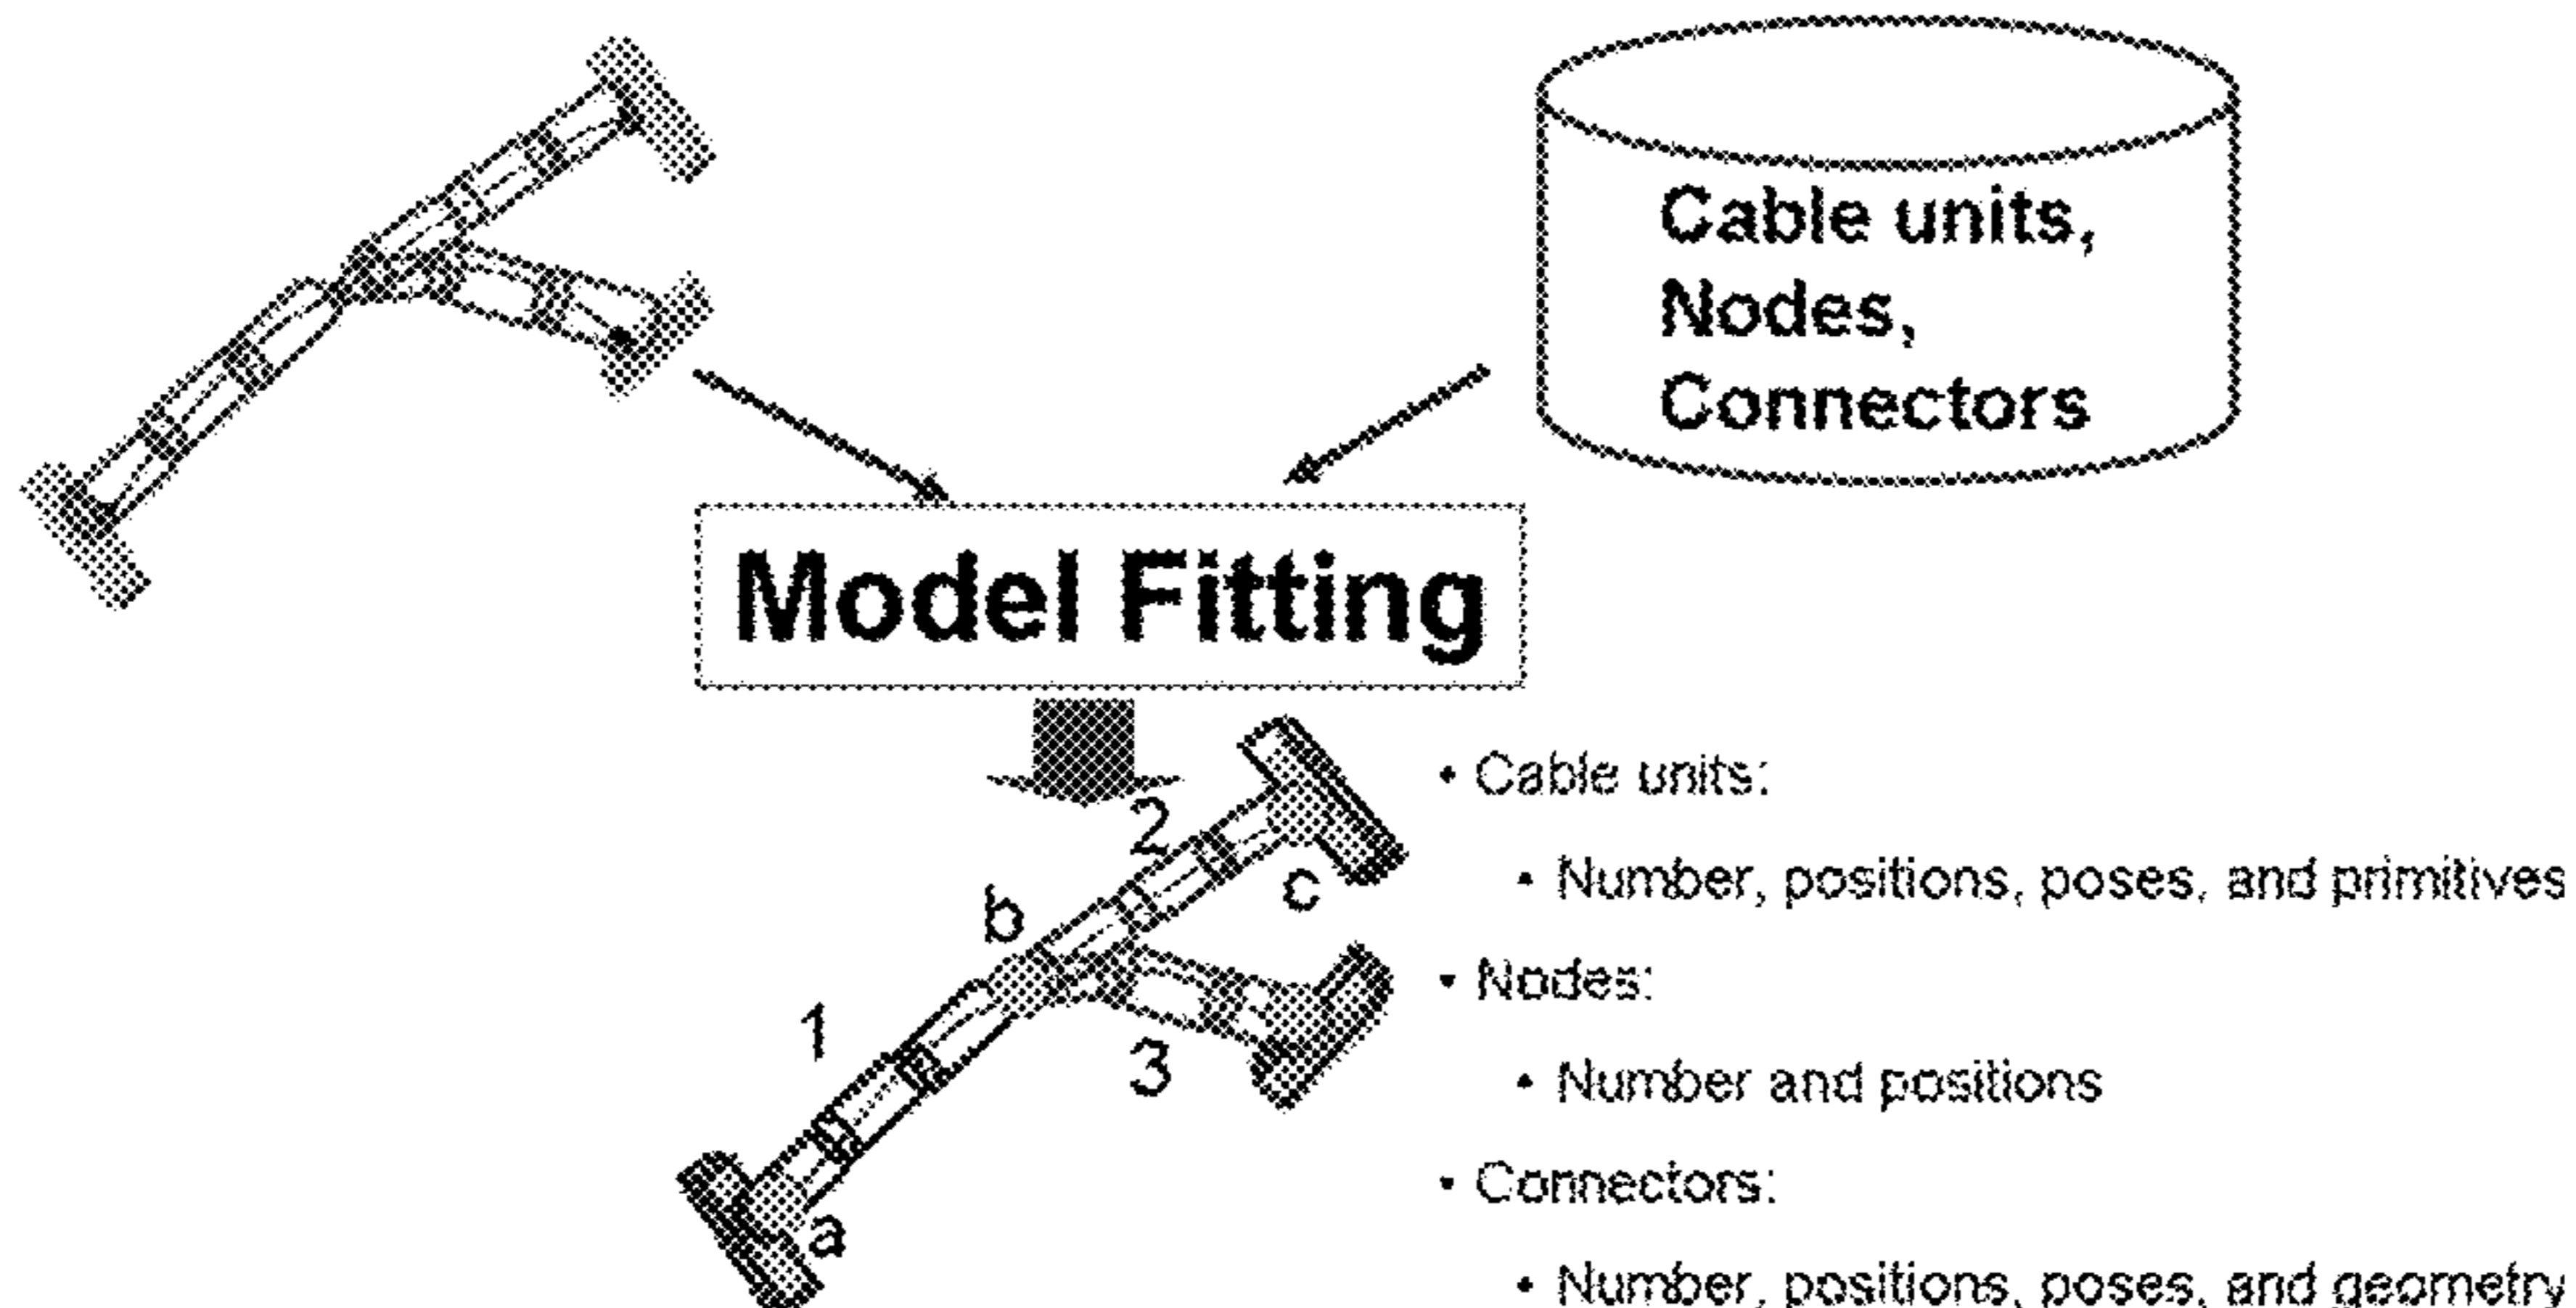 Cable units,
Nodes,
Connectors
Model Fitting
2
c
b
1
3
a
• Cable units:
• Number, positions, poses, and primitives
• Nodes:
• Number and positions
• Connectors:
• Number, positions, poses, and geometry